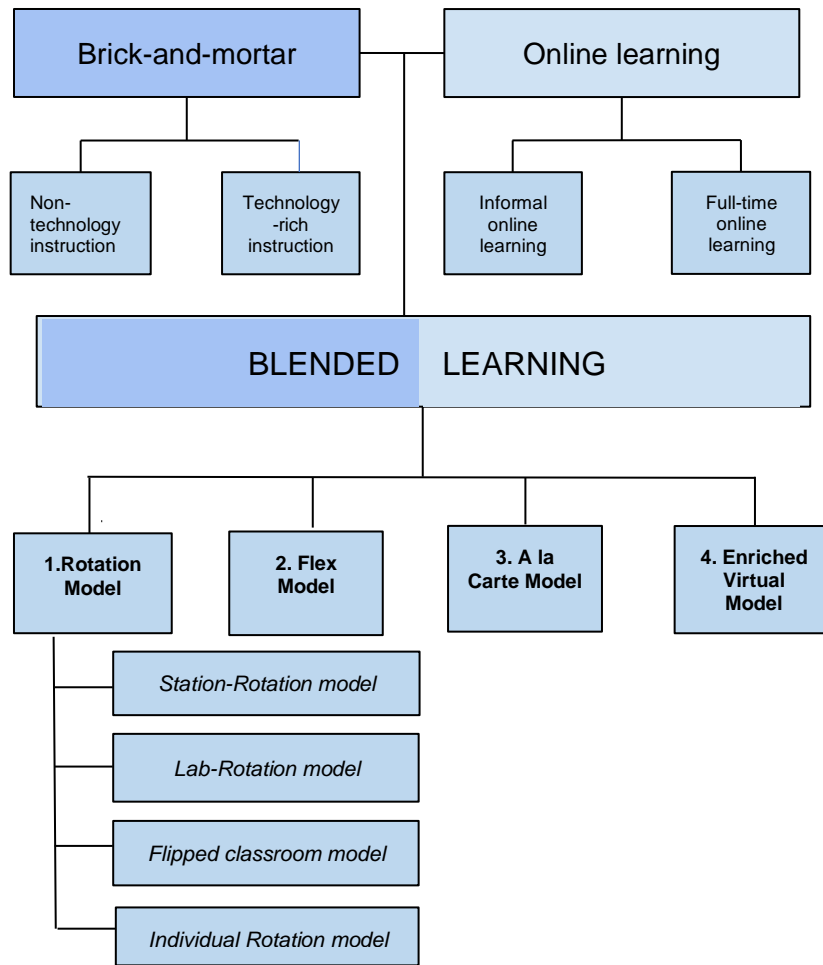 Brick-and-mortar
Online learning
Non-
technology
instruction
Technology
-rich
instruction
Informal
online
learning
Full-time
online
learning
BLENDED LEARNING
1.Rotation
Model
2. Flex
Model
3. A la
Carte Model
4. Enriched
Virtual
Model
Station-Rotation model
Lab-Rotation model
Flipped classroom model
Individual Rotation model